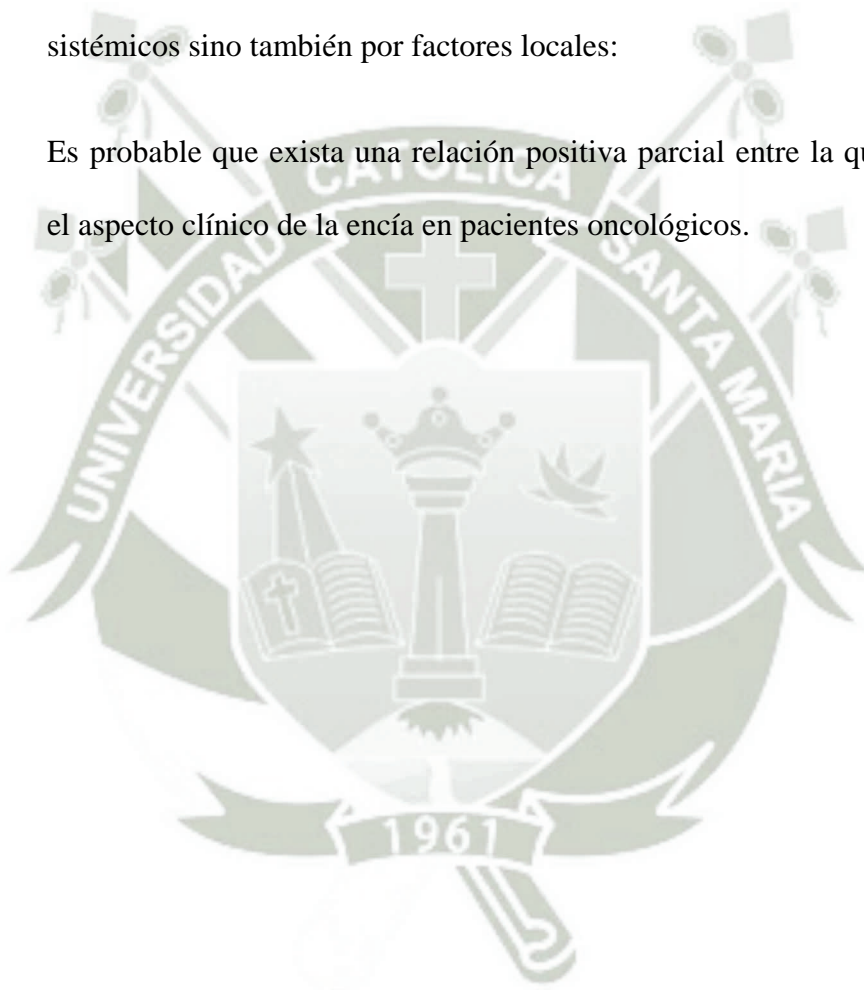 sistémicos sino también por factores locales:
Es probable que exista una relación positiva parcial entre la
el aspecto clínico de la encía en pacientes oncológicos.
UNIVERSIDAD CATOLICA SANTA MARIA
1961